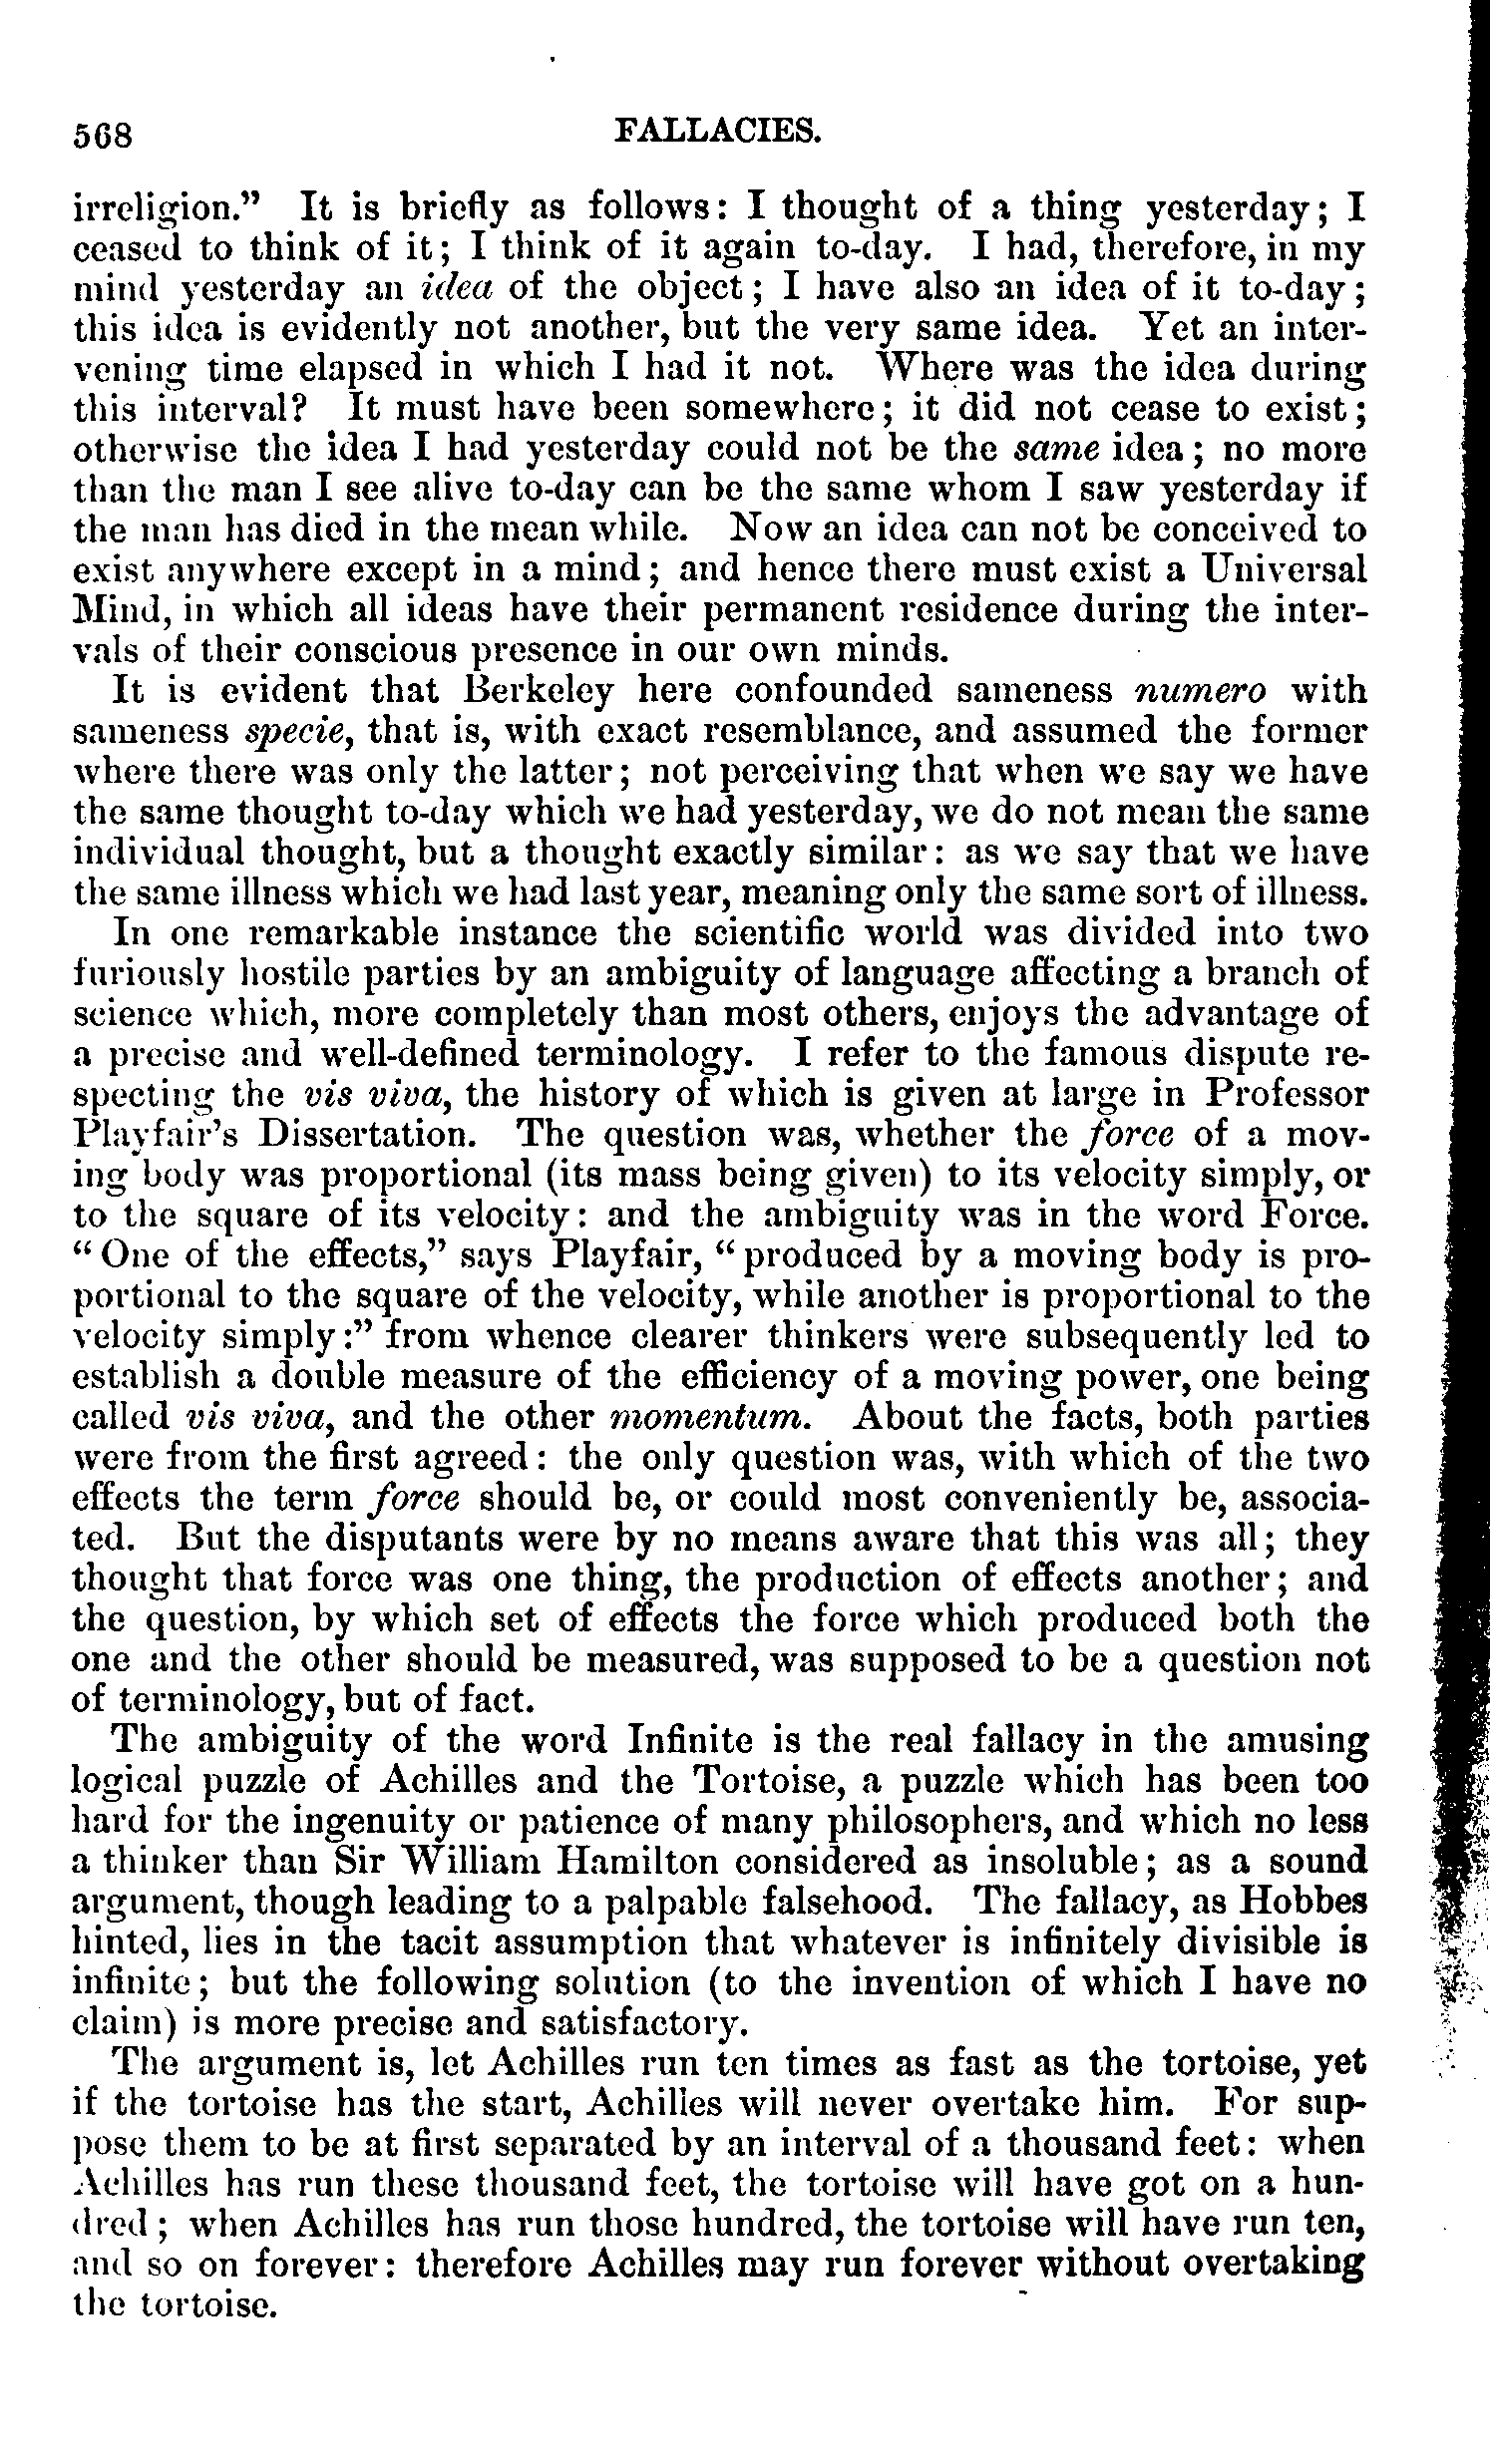 568 FALLACIES.
irreligion." It is briefly as follows: I thought of a thing yesterday; I
ceased to think of it; I think of it again to-day. I had, therefore, in my
mind yesterday an idea of the object; I have also an idea of it to-day;
this idea is evidently not another, but the very same idea. Yet an inter-
vening time elapsed in which I had it not. Where was the idea during
this interval? It must have been somewhere; it did not cease to exist;
otherwise the idea I had yesterday could not be the same idea; no more
than the man I see alive to-day can be the same whom I saw yesterday if
the man has died in the mean while. Now an idea can not be conceived to
exist anywhere except in a mind; and hence there must exist a Universal
Mind, in which all ideas have their permanent residence during the inter-
vals of their conscious presence in our own minds.
It is evident that Berkeley here confounded sameness numero with
sameness specie, that is, with exact resemblance, and assumed the former
where there was only the latter; not perceiving that when we say we have
the same thought to-day which we had yesterday, we do not mean the same
individual thought, but a thought exactly similar: as we say that we have
the same illness which we had last year, meaning only the same sort of illness.
In one remarkable instance the scientific world was divided into two
furiously hostile parties by an ambiguity of language affecting a branch of
science which, more completely than most others, enjoys the advantage of
a precise and well-defined terminology. I refer to the famous dispute re-
specting the vis viva, the history of which is given at large in Professor
Playfair's Dissertation. The question was, whether the force of a mov-
ing body was proportional (its mass being given) to its velocity simply, or
to the square of its velocity: and the ambiguity was in the word Force.
"One of the effects," says Playfair, "produced by a moving body is pro-
portional to the square of the velocity, while another is proportional to the
velocity simply:" from whence clearer thinkers were subsequently led to
establish a double measure of the efficiency of a moving power, one being
called vis viva, and the other momentum. About the facts, both parties
were from the first agreed: the only question was, with which of the two
effects the term force should be, or could most conveniently be, associa-
ted. But the disputants were by no means aware that this was all; they
thought that force was one thing, the production of effects another; and
the question, by which set of effects the force which produced both the
one and the other should be measured, was supposed to be a question not
of terminology, but of fact.
The ambiguity of the word Infinite is the real fallacy in the amusing
logical puzzle of Achilles and the Tortoise, a puzzle which has been too
hard for the ingenuity or patience of many philosophers, and which no less
a thinker than Sir William Hamilton considered as insoluble; as a sound
argument, though leading to a palpable falsehood. The fallacy, as Hobbes
hinted, lies in the tacit assumption that whatever is infinitely divisible is
infinite; but the following solution (to the invention of which I have no
claim) is more precise and satisfactory.
The argument is, let Achilles run ten times as fast as the tortoise, yet
if the tortoise has the start, Achilles will never overtake him. For sup-
pose them to be at first separated by an interval of a thousand feet: when
Achilles has run these thousand feet, the tortoise will have got on a hun-
dred; when Achilles has run those hundred, the tortoise will have run ten,
and so on forever: therefore Achilles may run forever without overtaking
the tortoise.